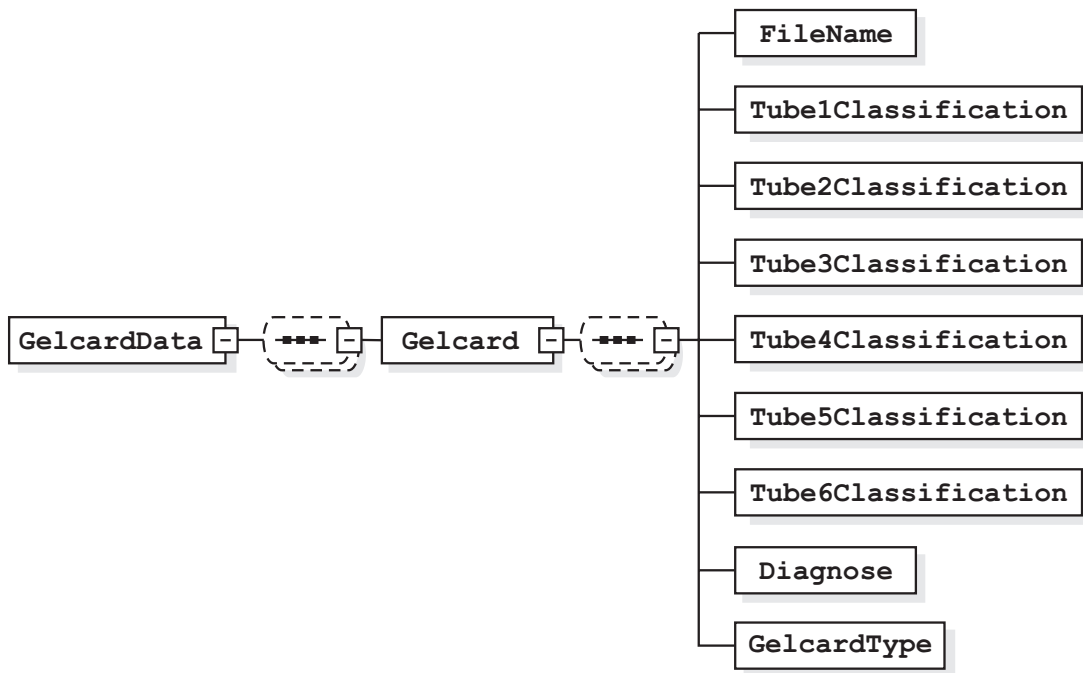 FileName
Tube1Classification
Tube2Classification
Tube3Classification
GelcardData
Gelcard
Tube4Classification
Tube5Classification
Tube6Classification
Diagnose
GelcardType